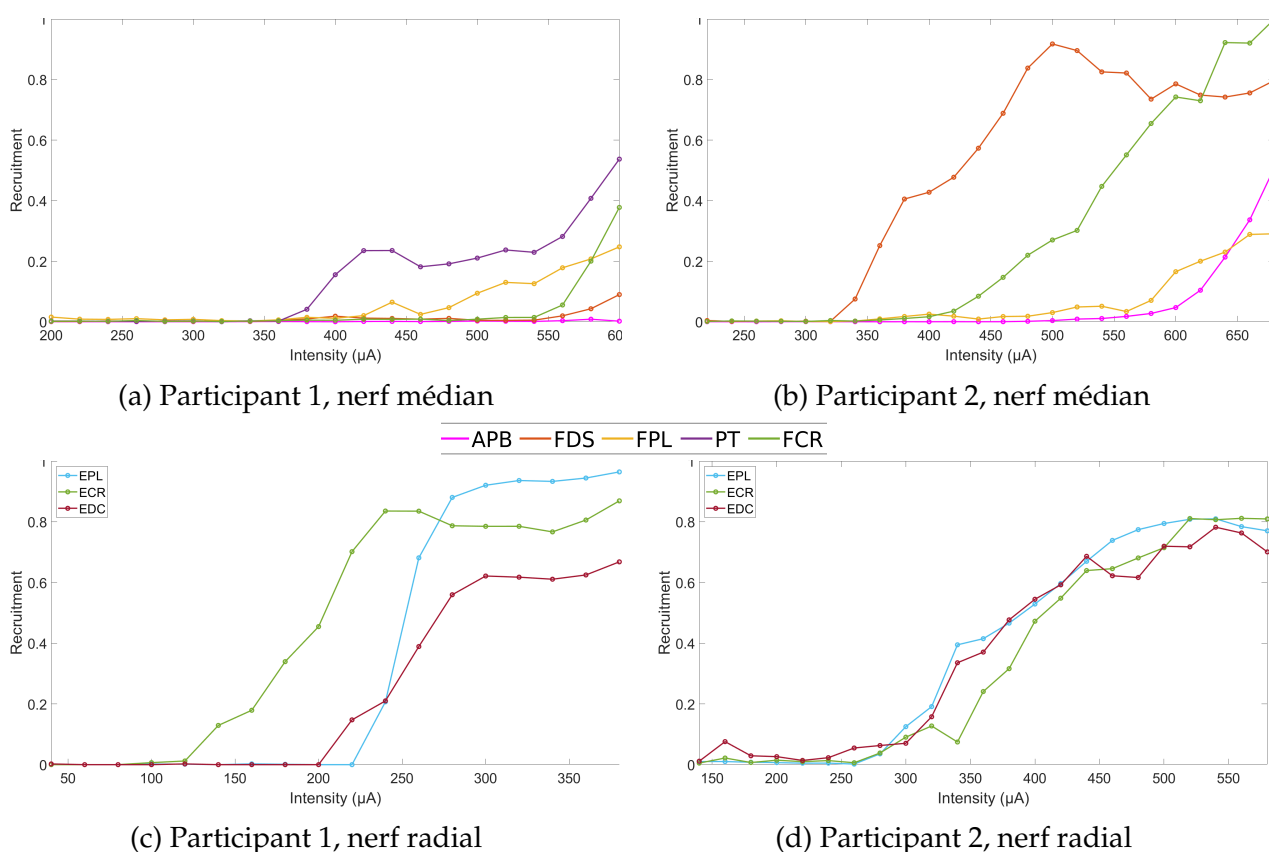 1
0.8
0.6
0.4
0.2
0
Recruitment
200 250 300 350 400 450 500 550 600
Intensity (µA)
(a) Participant 1, nerf médian
0.8
0.6
0.4
0.2
0
Recruitment
250 300 350 400 450 500 550 600 650
Intensity (µA)
(b) Participant 2, nerf médian
APB FDS FPL PT FCR
EPL
ECR
EDC
0.8
0.6
0.4
0.2
0
Recruitment
50 100 150 200 250 300 350
Intensity (µA)
(c) Participant 1, nerf radial
EPL
ECR
EDC
0.8
0.6
0.4
0.2
0
Recruitment
150 200 250 300 350 400 450 500 550
Intensity (µA)
(d) Participant 2, nerf radial